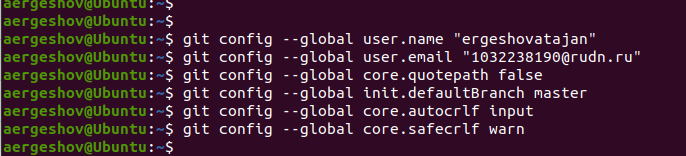 aergeshov@Ubuntu:~$
aergeshov@Ubuntu:~$
aergeshov@Ubuntu:~$ git config --global user.name "ergeshovatajan"
aergeshov@Ubuntu:~$ git config --global user.email "1032238190@rudn.ru"
aergeshov@Ubuntu:~$ git config --global core.quotepath false
aergeshov@Ubuntu:~$ git config --global init.defaultBranch master
aergeshov@Ubuntu:~$ git config --global core.autocrlf input
aergeshov@Ubuntu:~$ git config --global core.safecrlf warn
aergeshov@Ubuntu:~$